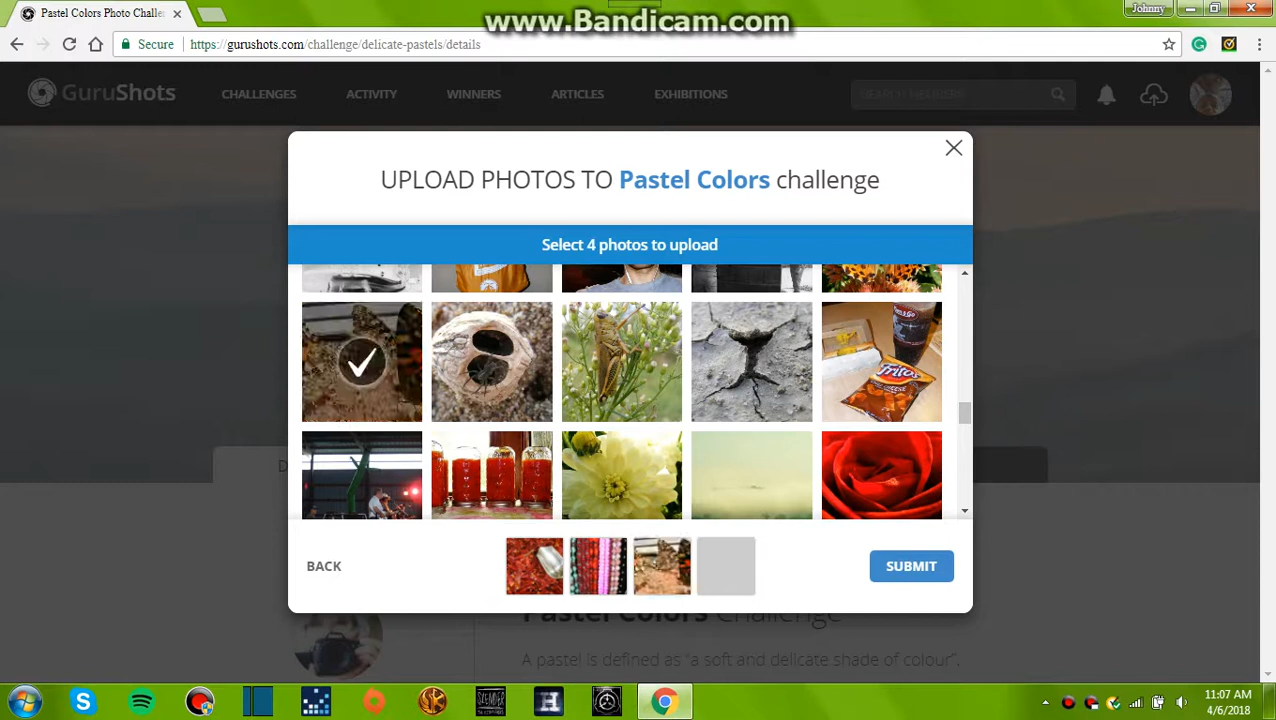 www.Bandicam.com
Pastel Colors Photo Challe
Johnny
Secure
https://gurushots.com/challenge/delicate-pastels/details
GuruShots
CHALLENGES
ACTIVITY
WINNERS
ARTICLES
EXHIBITIONS
UPLOAD PHOTOS TO Pastel Colors challenge
Select 4 photos to upload
fritos
BACK
SUBMIT
Pastel Colors Challenge
A pastel is defined as "a soft and delicate shade of colour".
11:07 AM
4/6/2018